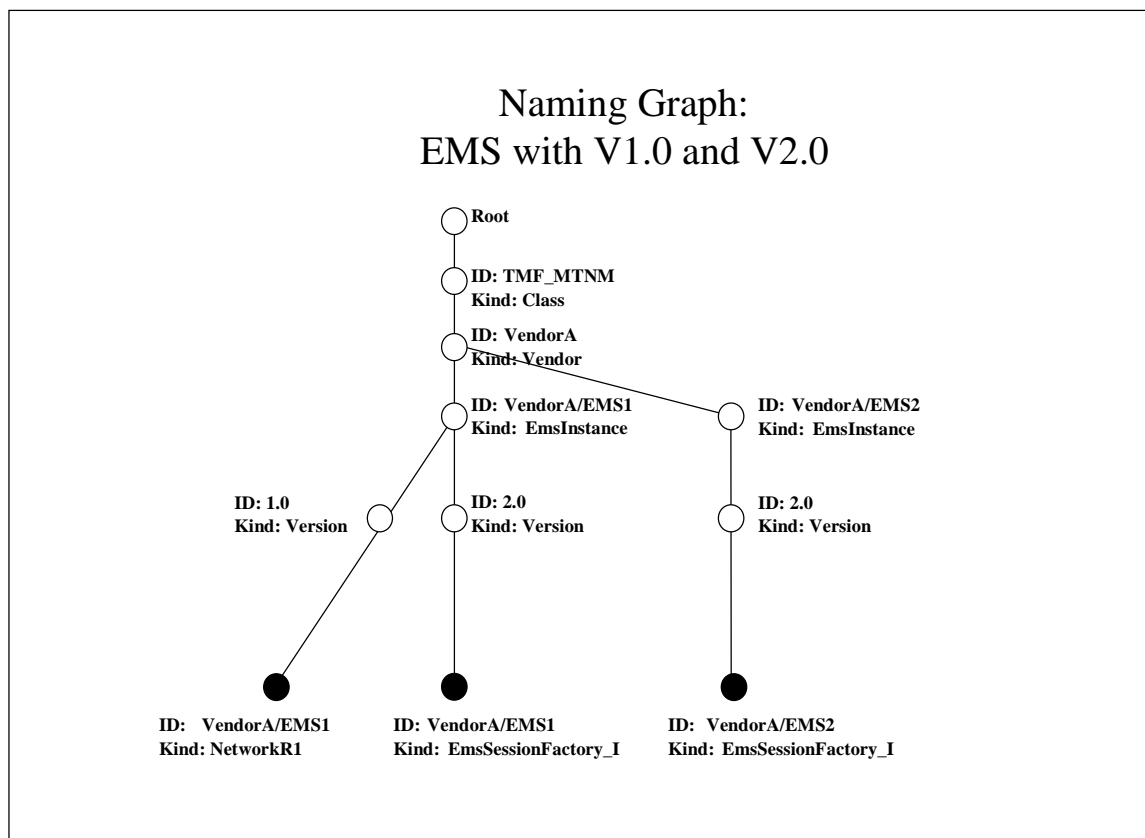 Naming Graph:
EMS with V1.0 and V2.0
Root
ID: TMF_MTNM
Kind: Class
ID: VendorA
Kind: Vendor
ID: VendorA/EMS1
Kind: EmsInstance
ID: VendorA/EMS2
Kind: EmsInstance
ID: 1.0
Kind: Version
ID: 2.0
Kind: Version
ID: 2.0
Kind: Version
ID: VendorA/EMS1
Kind: NetworkR1
ID: VendorA/EMS1
Kind: EmsSessionFactory_I
ID: VendorA/EMS2
Kind: EmsSessionFactory_I